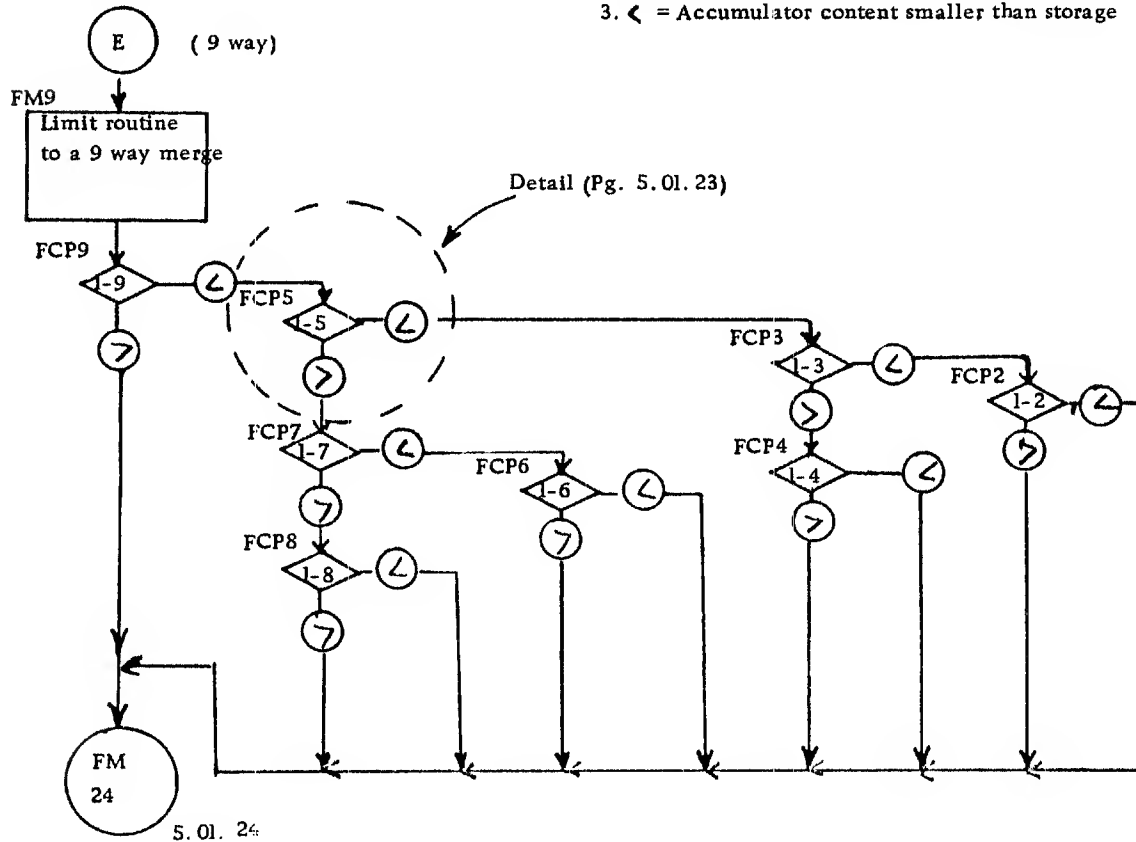 3. < = Accumulator content smaller than storage
E
( 9 way)
FM9
Limit routine
to a 9 way merge
Detail (Pg. 5.01.23)
FCP9
1-9
<
>
FCP5
1-5
<
>
FCP3
1-3
<
>
FCP2
1-2
<
>
FCP7
1-7
<
>
FCP6
1-6
<
>
FCP4
1-4
<
>
FCP8
1-8
<
>
FM
24
5.01. 24